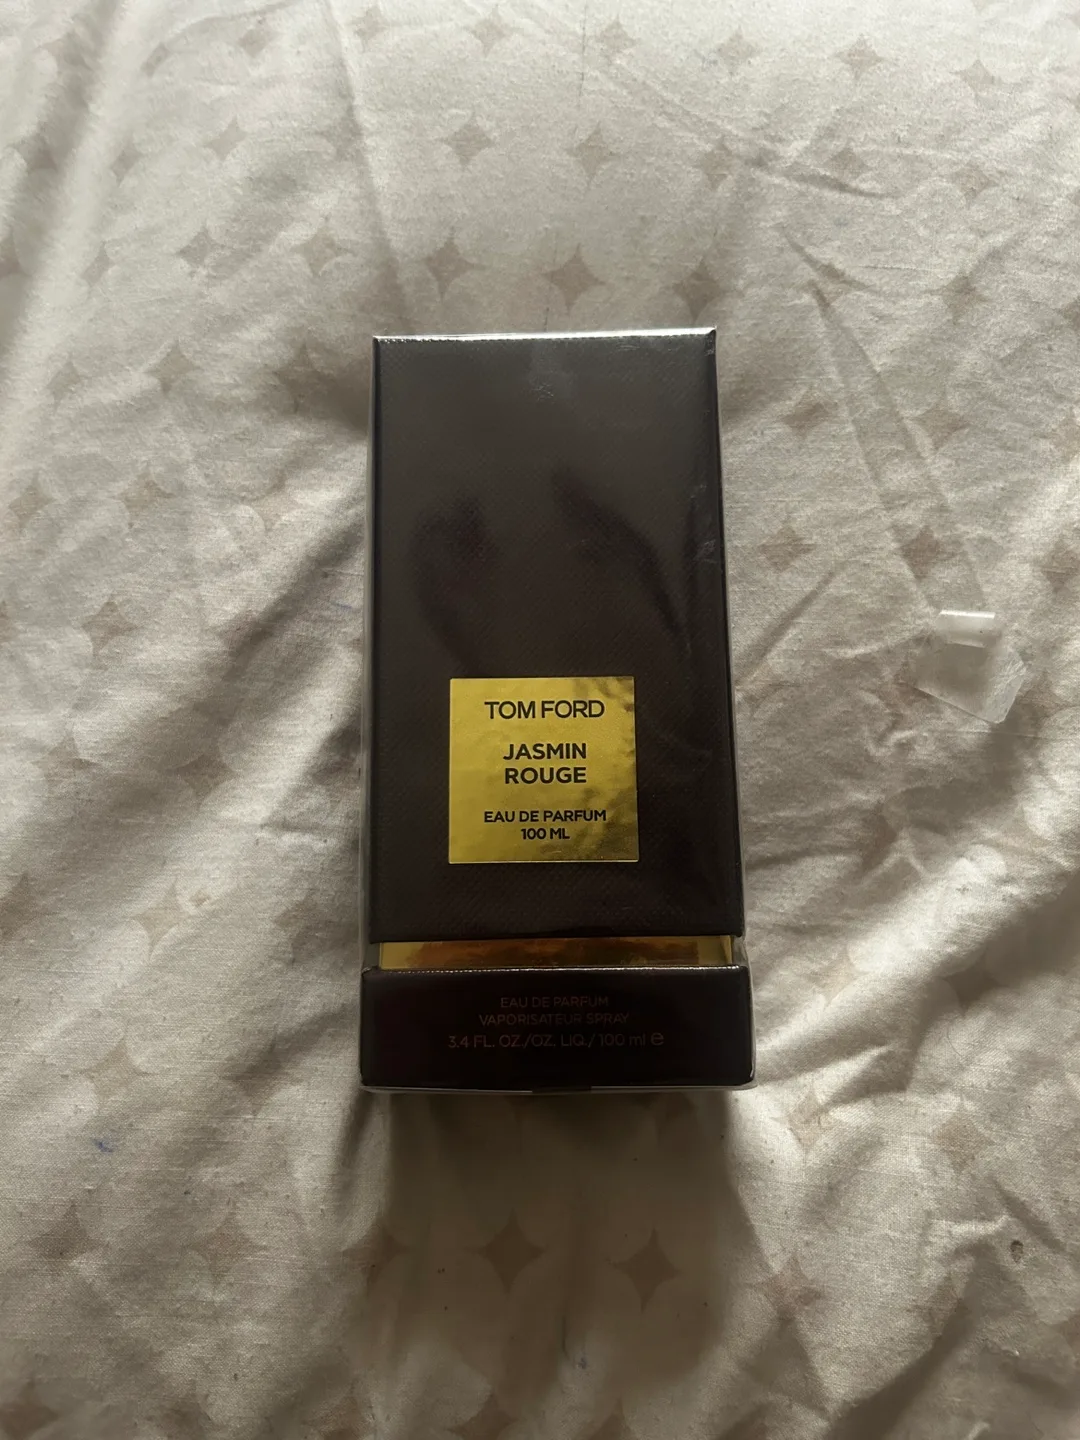 TOM FORD
JASMIN
ROUGE
EAU DE PARFUM
100 ML
EAU DE PARFUM
VAPORISATEUR SPRAY
3.4 FL. OZ./OZ. LIQ./100 ml ℮